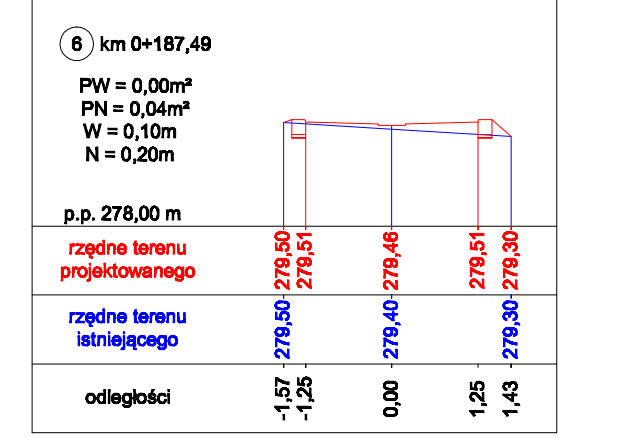 6 km 0+187,49
PW = 0,00m²
PN = 0,04m²
W = 0,10m
N = 0,20m
p.p. 278,00 m
rzędne terenu
projektowanego
279,50 279,51 279,46 279,51 279,30
rzędne terenu
istniejącego
279,50 279,40 279,30
odległości
-1,57 -1,25 0,00 1,25 1,43